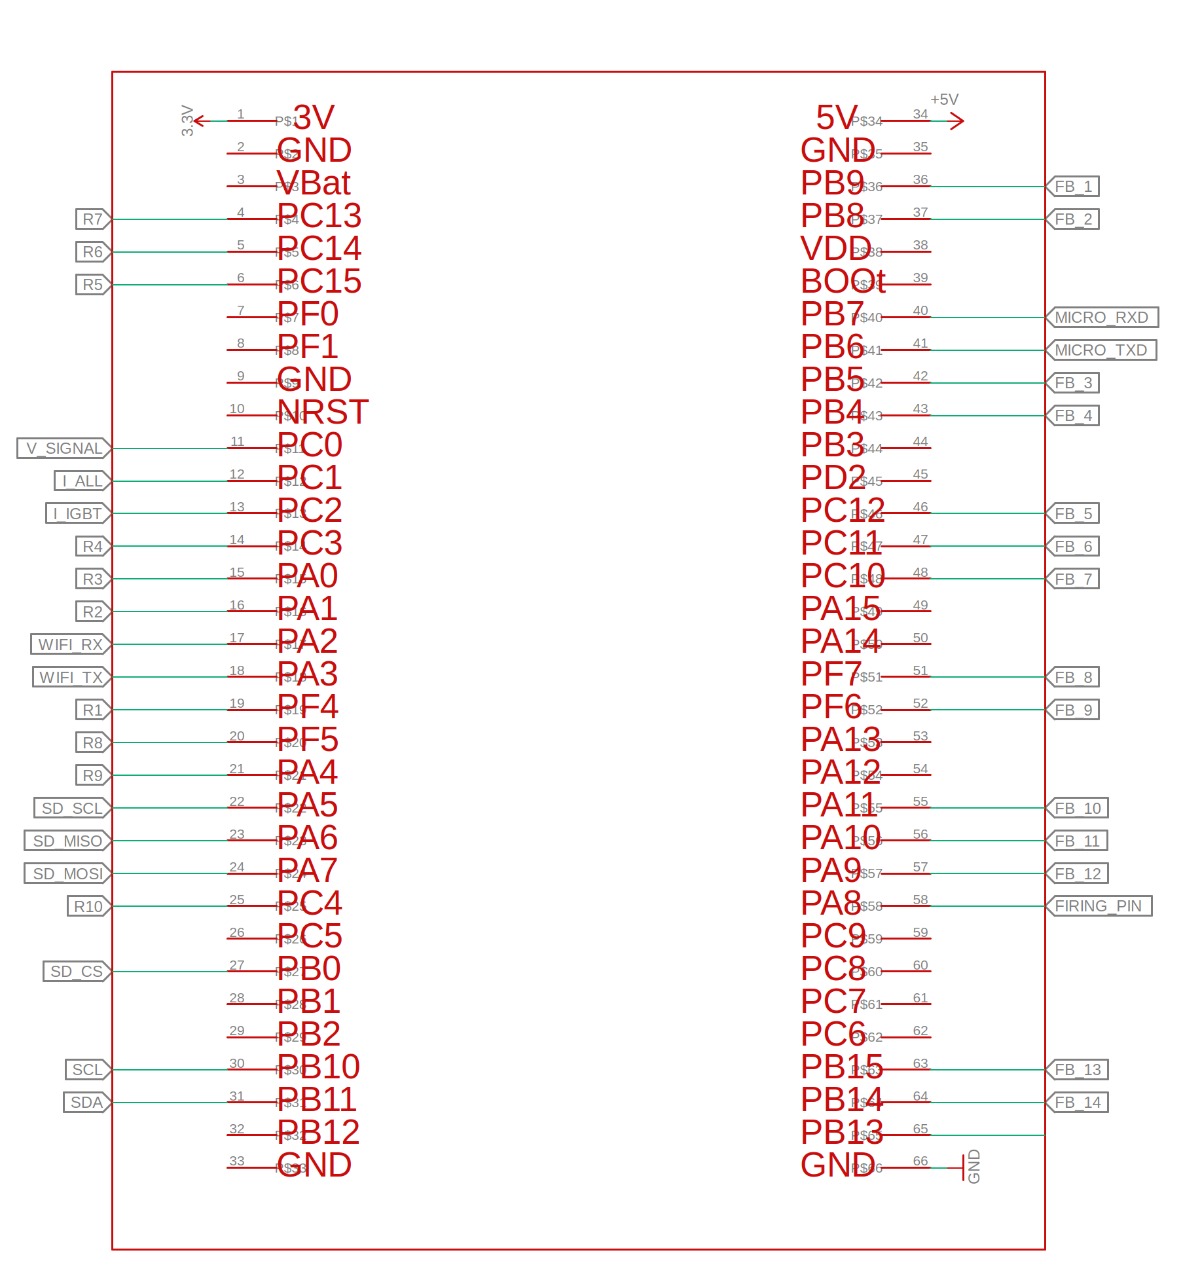 3.3V 1 P$1 3V 5V P$34 34 +5V
2 P$2 GND GND P$35 35
3 P$3 VBat PB9 P$36 36 FB_1
R7 4 P$4 PC13 PB8 P$37 37 FB_2
R6 5 P$5 PC14 VDD P$38 38
R5 6 P$6 PC15 BOOt P$39 39
7 P$7 PF0 PB7 P$40 40 MICRO_RXD
8 P$8 PF1 PB6 P$41 41 MICRO_TXD
9 P$9 GND PB5 P$42 42 FB_3
10 P$10 NRST PB4 P$43 43 FB_4
V_SIGNAL 11 P$11 PC0 PB3 P$44 44
I_ALL 12 P$12 PC1 PD2 P$45 45
I_IGBT 13 P$13 PC2 PC12 P$46 46 FB_5
R4 14 P$14 PC3 PC11 P$47 47 FB_6
R3 15 P$15 PA0 PC10 P$48 48 FB_7
R2 16 P$16 PA1 PA15 P$49 49
WIFI_RX 17 P$17 PA2 PA14 P$50 50
WIFI_TX 18 P$18 PA3 PF7 P$51 51 FB_8
R1 19 P$19 PF4 PF6 P$52 52 FB_9
R8 20 P$20 PF5 PA13 P$53 53
R9 21 P$21 PA4 PA12 P$54 54
SD_SCL 22 P$22 PA5 PA11 P$55 55 FB_10
SD_MISO 23 P$23 PA6 PA10 P$56 56 FB_11
SD_MOSI 24 P$24 PA7 PA9 P$57 57 FB_12
R10 25 P$25 PC4 PA8 P$58 58 FIRING_PIN
26 P$26 PC5 PC9 P$59 59
SD_CS 27 P$27 PB0 PC8 P$60 60
28 P$28 PB1 PC7 P$61 61
29 P$29 PB2 PC6 P$62 62
SCL 30 P$30 PB10 PB15 P$63 63 FB_13
SDA 31 P$31 PB11 PB14 P$64 64 FB_14
32 P$32 PB12 PB13 P$65 65
33 P$33 GND GND P$66 66 GND